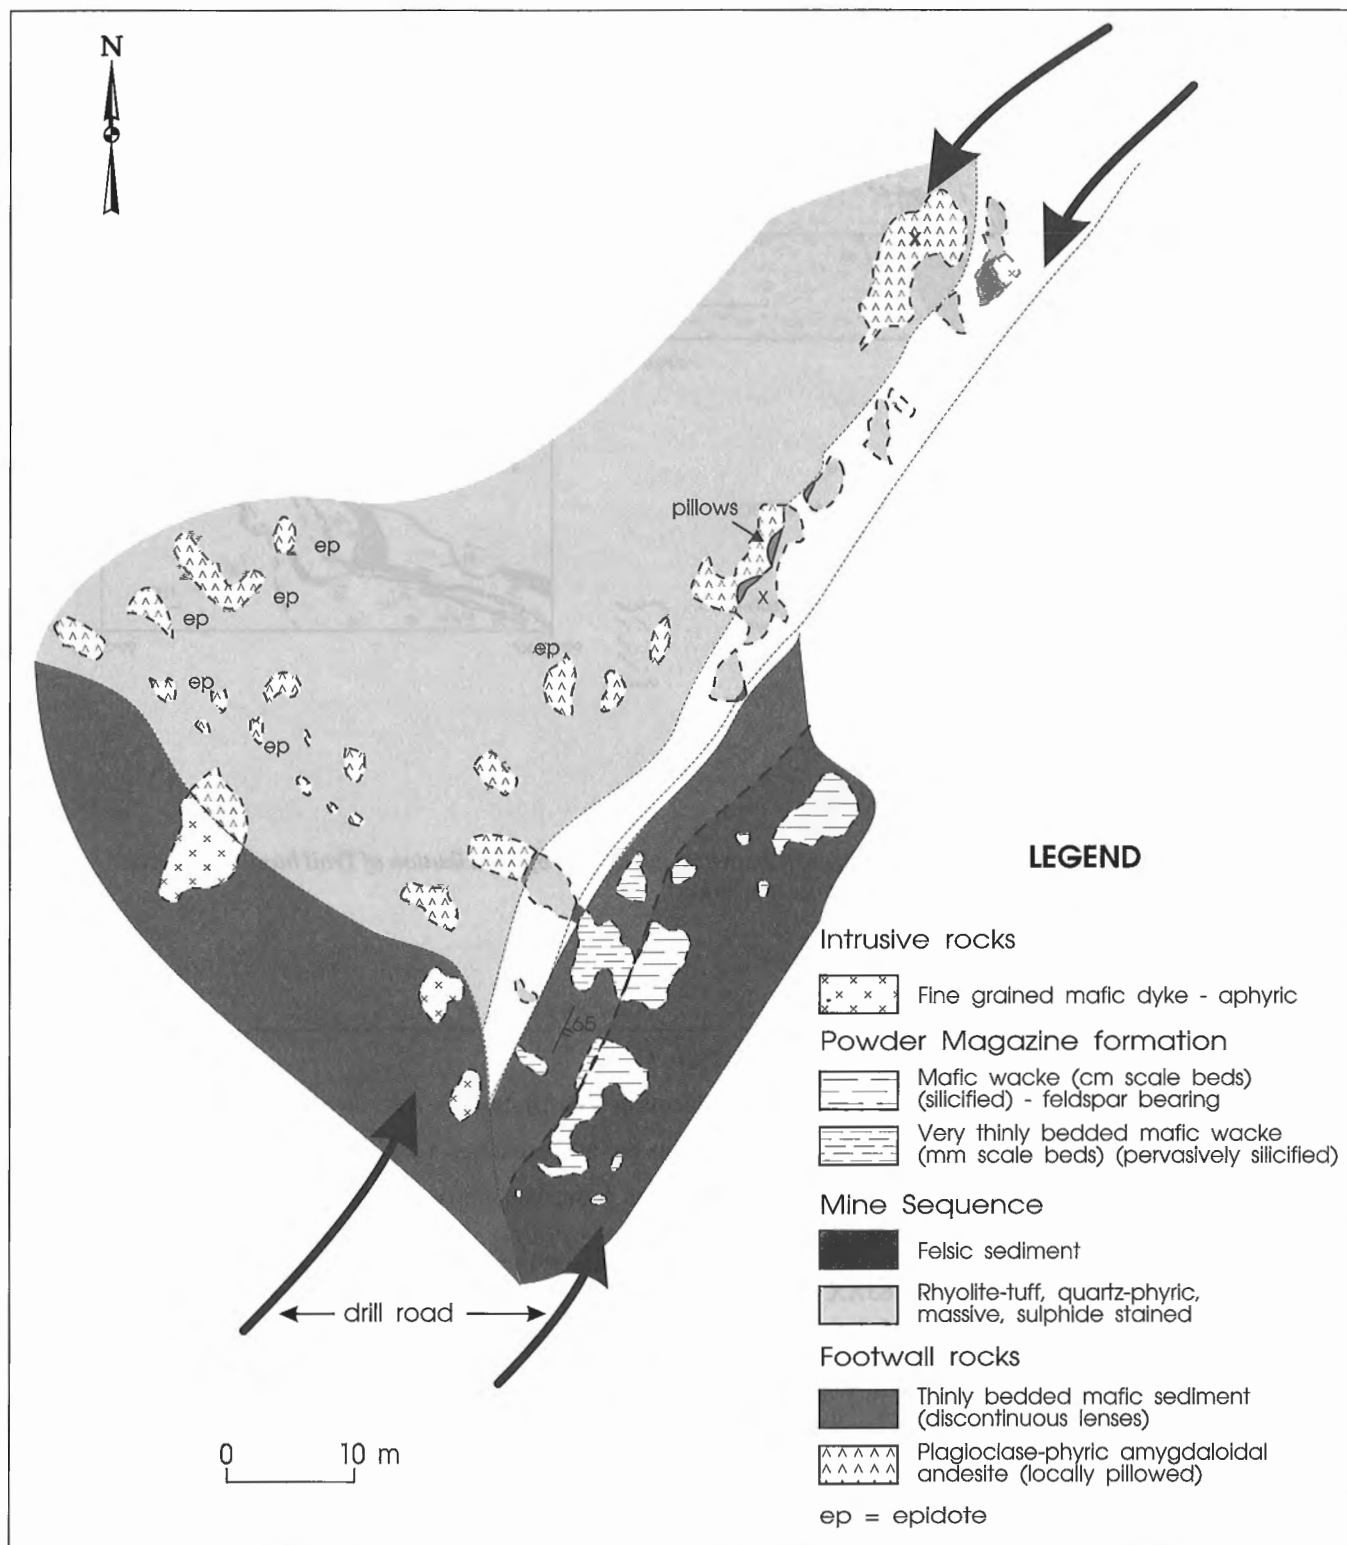 N
pillows
ep
ep
ep
ep
ep
ep
65
drill road
0 10 m
LEGEND
Intrusive rocks
Fine grained mafic dyke - aphyric
Powder Magazine formation
Mafic wacke (cm scale beds)
(silicified) - feldspar bearing
Very thinly bedded mafic wacke
(mm scale beds) (pervasively silicified)
Mine Sequence
Felsic sediment
Rhyolite-tuff, quartz-phyric,
massive, sulphide stained
Footwall rocks
Thinly bedded mafic sediment
(discontinuous lenses)
Plagioclase-phyric amygdaloidal
andesite (locally pillowed)
ep = epidote